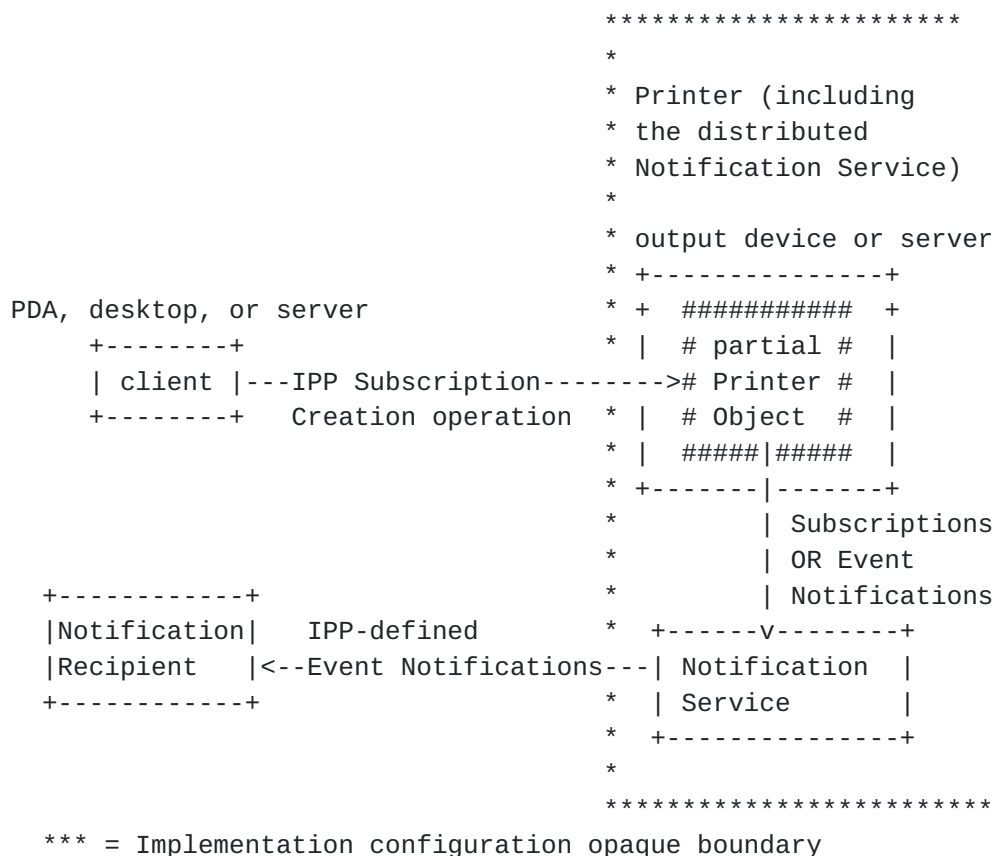 ***********************
*
* Printer (including
* the distributed
* Notification Service)
*
* output device or server
* +---------------+
PDA, desktop, or server * + ########### +
+--------+ * | # partial # |
| client |---IPP Subscription--------># Printer # |
+--------+ Creation operation * | # Object # |
* | #####|##### |
* +-------|-------+
* | Subscriptions
* | OR Event
+------------+ * | Notifications
|Notification| IPP-defined * +------v--------+
|Recipient |<--Event Notifications---| Notification |
+------------+ * | Service |
* +---------------+
*
*************************
*** = Implementation configuration opaque boundary